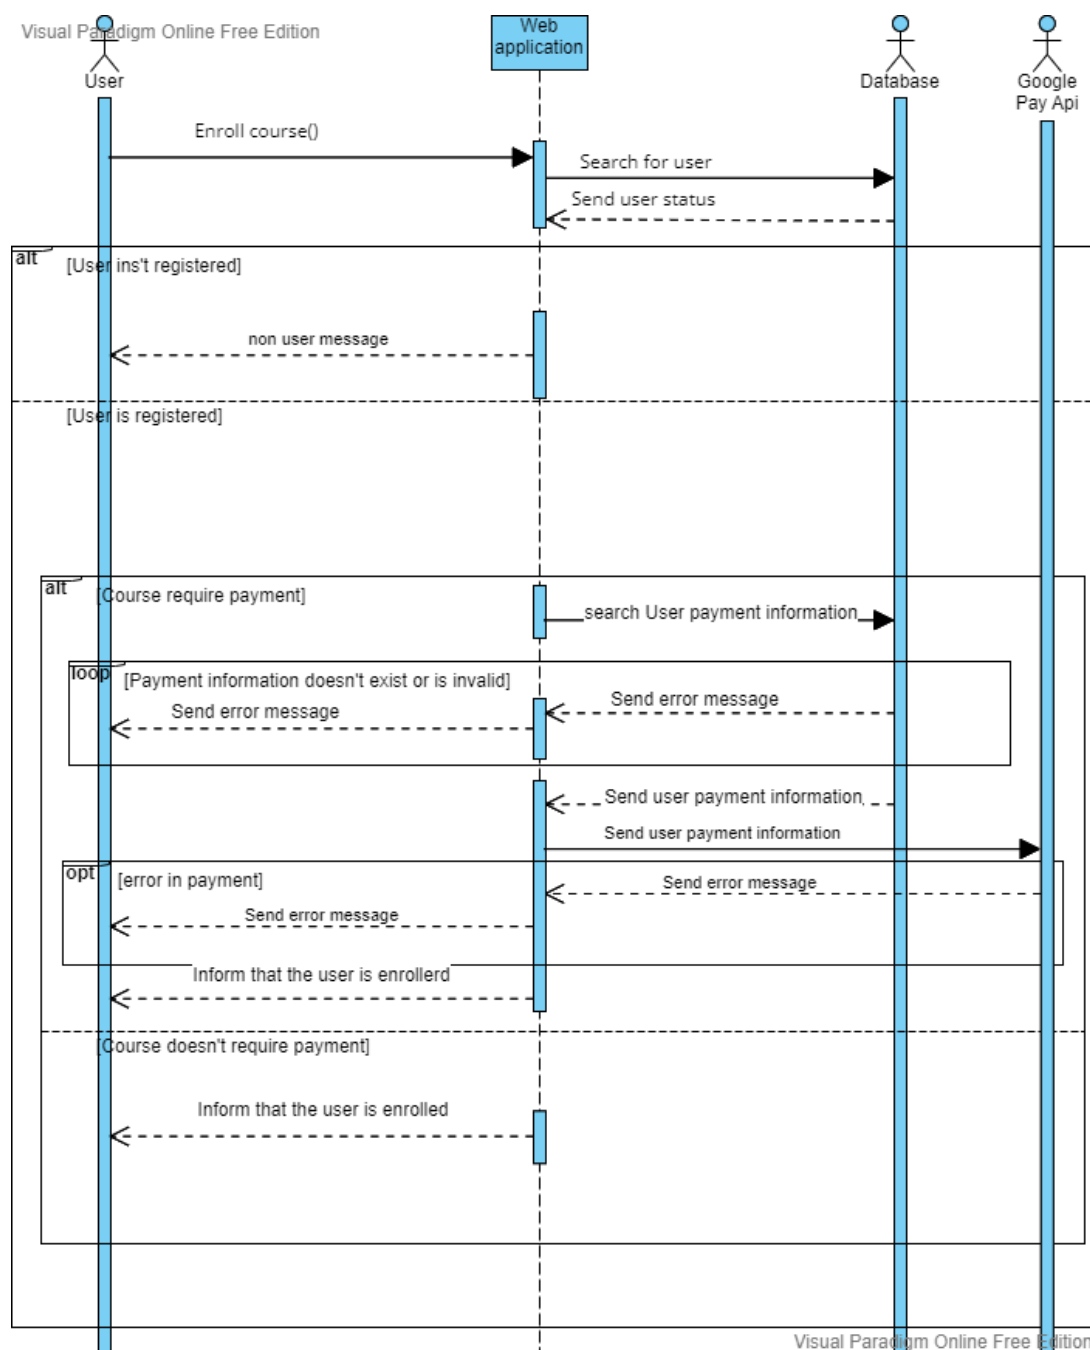 Visual Paradigm Online Free Edition
User
Web
application
Database
Google
Pay Api
Enroll course()
Search for user
Send user status
alt
[User ins't registered]
non user message
[User is registered]
alt
[Course require payment]
search User payment information
loop
[Payment information doesn't exist or is invalid]
Send error message
Send error message
Send user payment information
Send user payment information
opt
[error in payment]
Send error message
Send error message
Inform that the user is enrollerd
[Course doesn't require payment]
Inform that the user is enrolled
Visual Paradigm Online Free Edition